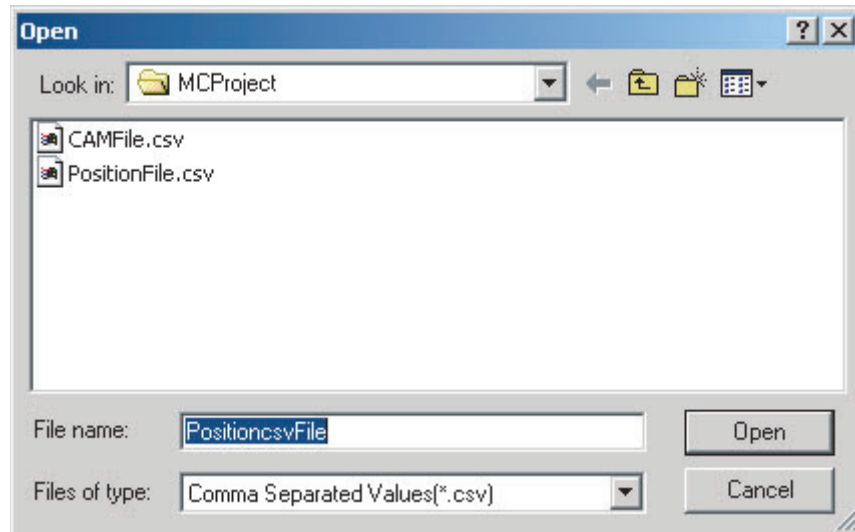 Open
Look in: MCProject
CAMFile.csv
PositionFile.csv
File name: PositioncsvFile Open
Files of type: Comma Separated Values(*.csv) Cancel